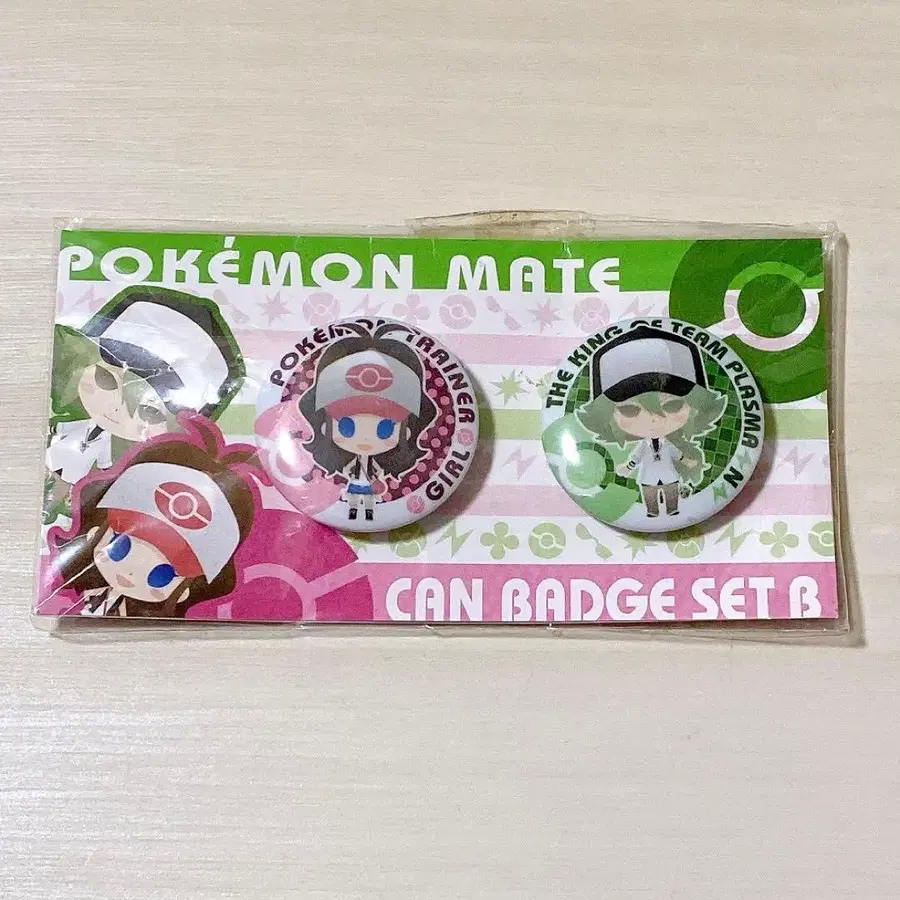 POKÉMON MATE
POKÉMON TRAINER
GIRL
THE KING OF TEAM PLASMA
N
CAN BADGE SET B